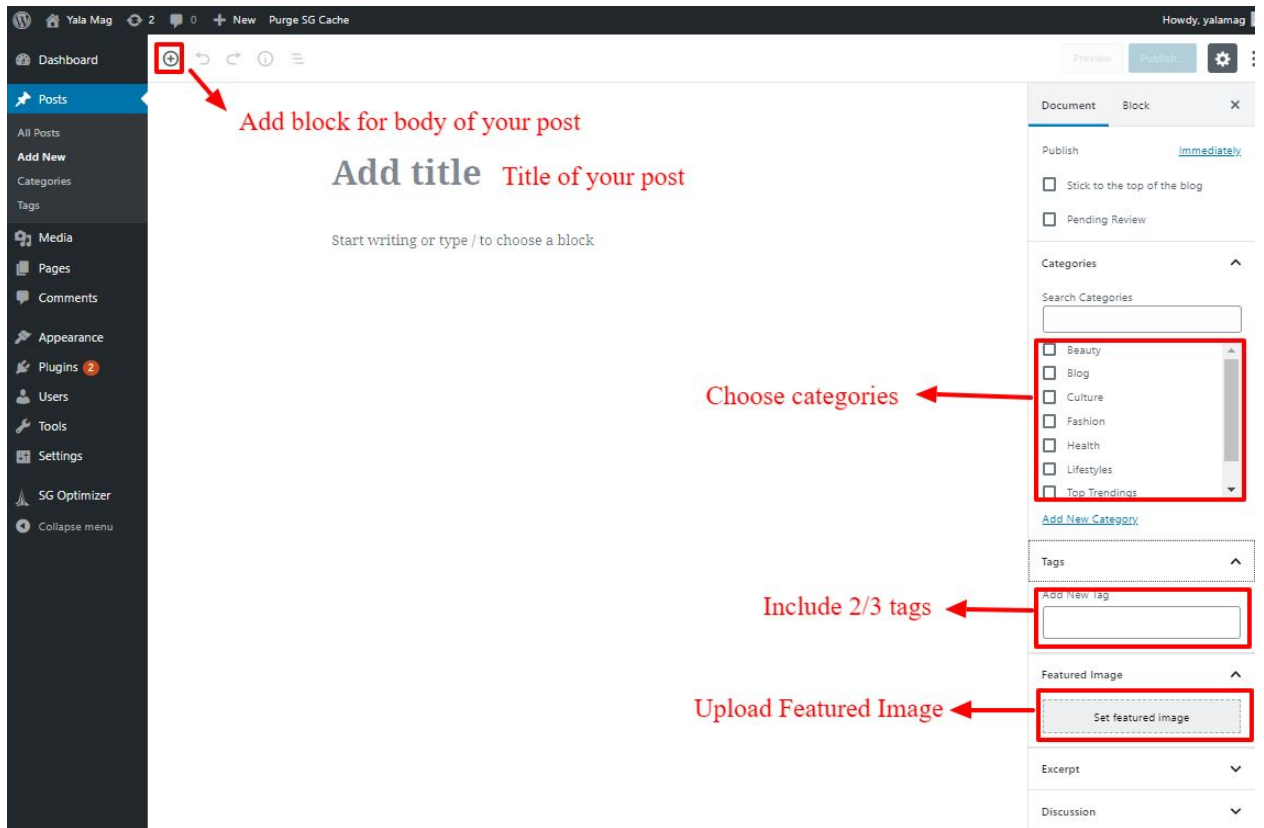 Yala Mag 2 0 + New Purge SG Cache Howdy, yalamag
Dashboard
Preview Publish...
Posts
All Posts
Add New
Categories
Tags
Media
Pages
Comments
Appearance
Plugins 2
Users
Tools
Settings
SG Optimizer
Collapse menu
Add block for body of your post
Add title Title of your post
Start writing or type / to choose a block
Choose categories
Include 2/3 tags
Upload Featured Image
Document Block
Publish Immediately
Stick to the top of the blog
Pending Review
Categories
Search Categories
Beauty
Blog
Culture
Fashion
Health
Lifestyles
Top Trendings
Add New Category
Tags
Add New Tag
Featured Image
Set featured image
Excerpt
Discussion